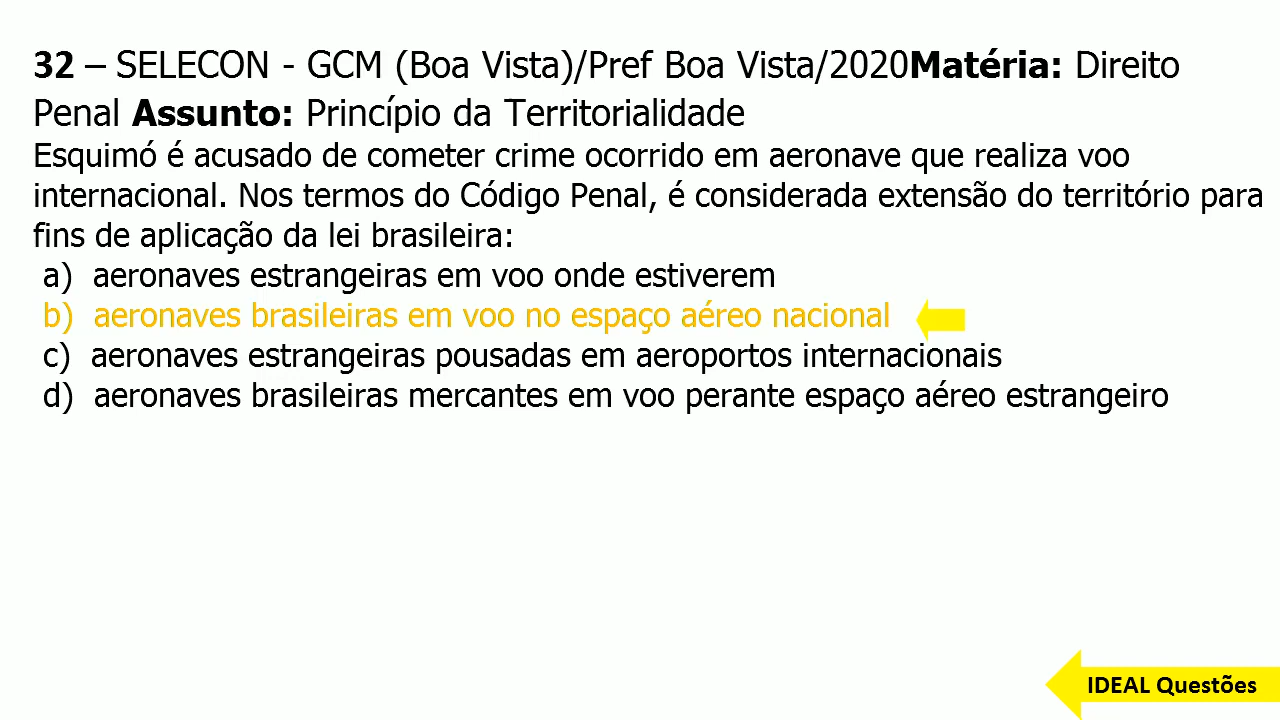 32 – SELECON - GCM (Boa Vista)/Pref Boa Vista/2020Matéria: Direito
Penal Assunto: Princípio da Territorialidade
Esquimó é acusado de cometer crime ocorrido em aeronave que realiza voo
internacional. Nos termos do Código Penal, é considerada extensão do território para
fins de aplicação da lei brasileira:
a) aeronaves estrangeiras em voo onde estiverem
b) aeronaves brasileiras em voo no espaço aéreo nacional
c) aeronaves estrangeiras pousadas em aeroportos internacionais
d) aeronaves brasileiras mercantes em voo perante espaço aéreo estrangeiro
IDEAL Questões